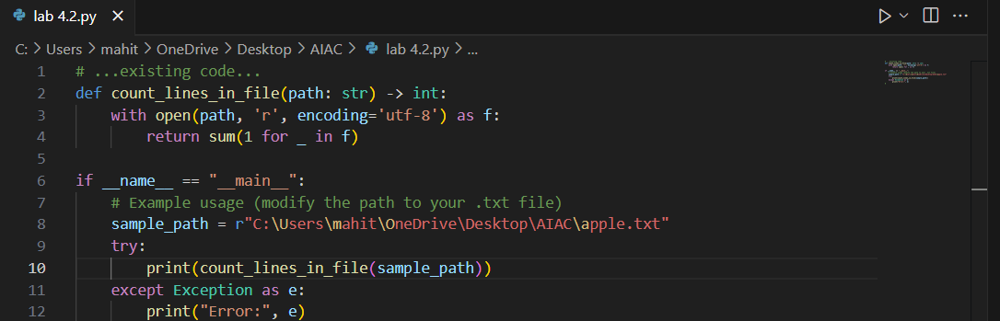 lab 4.2.py
C: > Users > mahit > OneDrive > Desktop > AIAC > lab 4.2.py > ...
1 # ...existing code...
2 def count_lines_in_file(path: str) -> int:
3     with open(path, 'r', encoding='utf-8') as f:
4         return sum(1 for _ in f)
5
6 if __name__ == "__main__":
7     # Example usage (modify the path to your .txt file)
8     sample_path = r"C:\Users\mahit\OneDrive\Desktop\AIAC\apple.txt"
9     try:
10         print(count_lines_in_file(sample_path))
11     except Exception as e:
12         print("Error:", e)